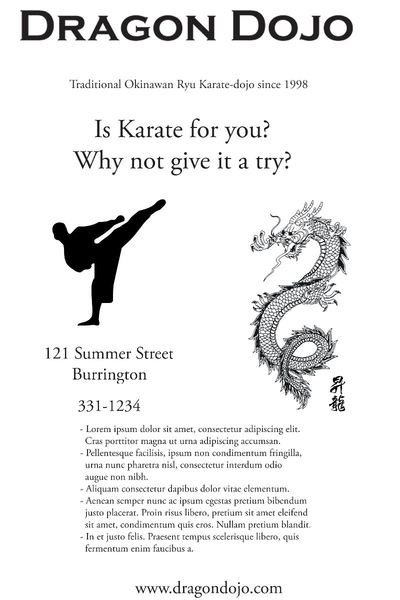 DRAGON DOJO
Traditional Okinawan Ryu Karate-dojo since 1998
Is Karate for you?
Why not give it a try?
121 Summer Street
Burrington
331-1234
昇
龍
- Lorem ipsum dolor sit amet, consectetur adipiscing elit.
Cras porttitor magna ut urna adipiscing accumsan.
- Pellentesque facilisis, ipsum non condimentum fringilla,
urna nunc pharetra nisl, consectetur interdum odio
augue non nibh.
- Aliquam consectetur dapibus dolor vitae elementum.
- Aenean semper nunc ac ipsum egestas pretium bibendum
justo placerat. Proin risus libero, pretium sit amet eleifend
sit amet, condimentum quis eros. Nullam pretium blandit.
- In et justo felis. Praesent tempus scelerisque libero, quis
fermentum enim faucibus a.
www.dragondojo.com